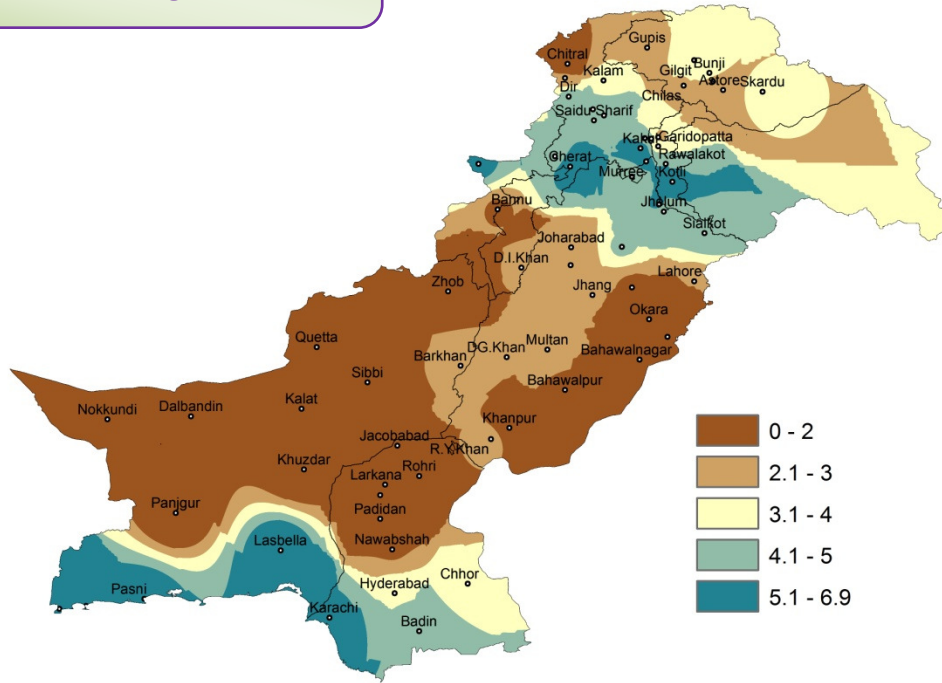 Chitral
Gupis
Kalam
Gilgit
Bunji
Astore
Skardu
Dir
Chilas
Saidu Sharif
Garidopatta
Cherat
Rawalakot
Murree
Kotli
Bannu
Jhelum
Sialkot
Joharabad
D.I.Khan
Lahore
Zhob
Jhang
Okara
Quetta
Multan
DG.Khan
Barkhan
Bahawalnagar
Sibbi
Bahawalpur
Nokkundi
Dalbandin
Kalat
Khanpur
Jacobabad
R.Y.Khan
Khuzdar
Rohri
Larkana
Panjgur
Padidan
Lasbella
Nawabshah
Pasni
Hyderabad
Chhor
Karachi
Badin
0 - 2
2.1 - 3
3.1 - 4
4.1 - 5
5.1 - 6.9